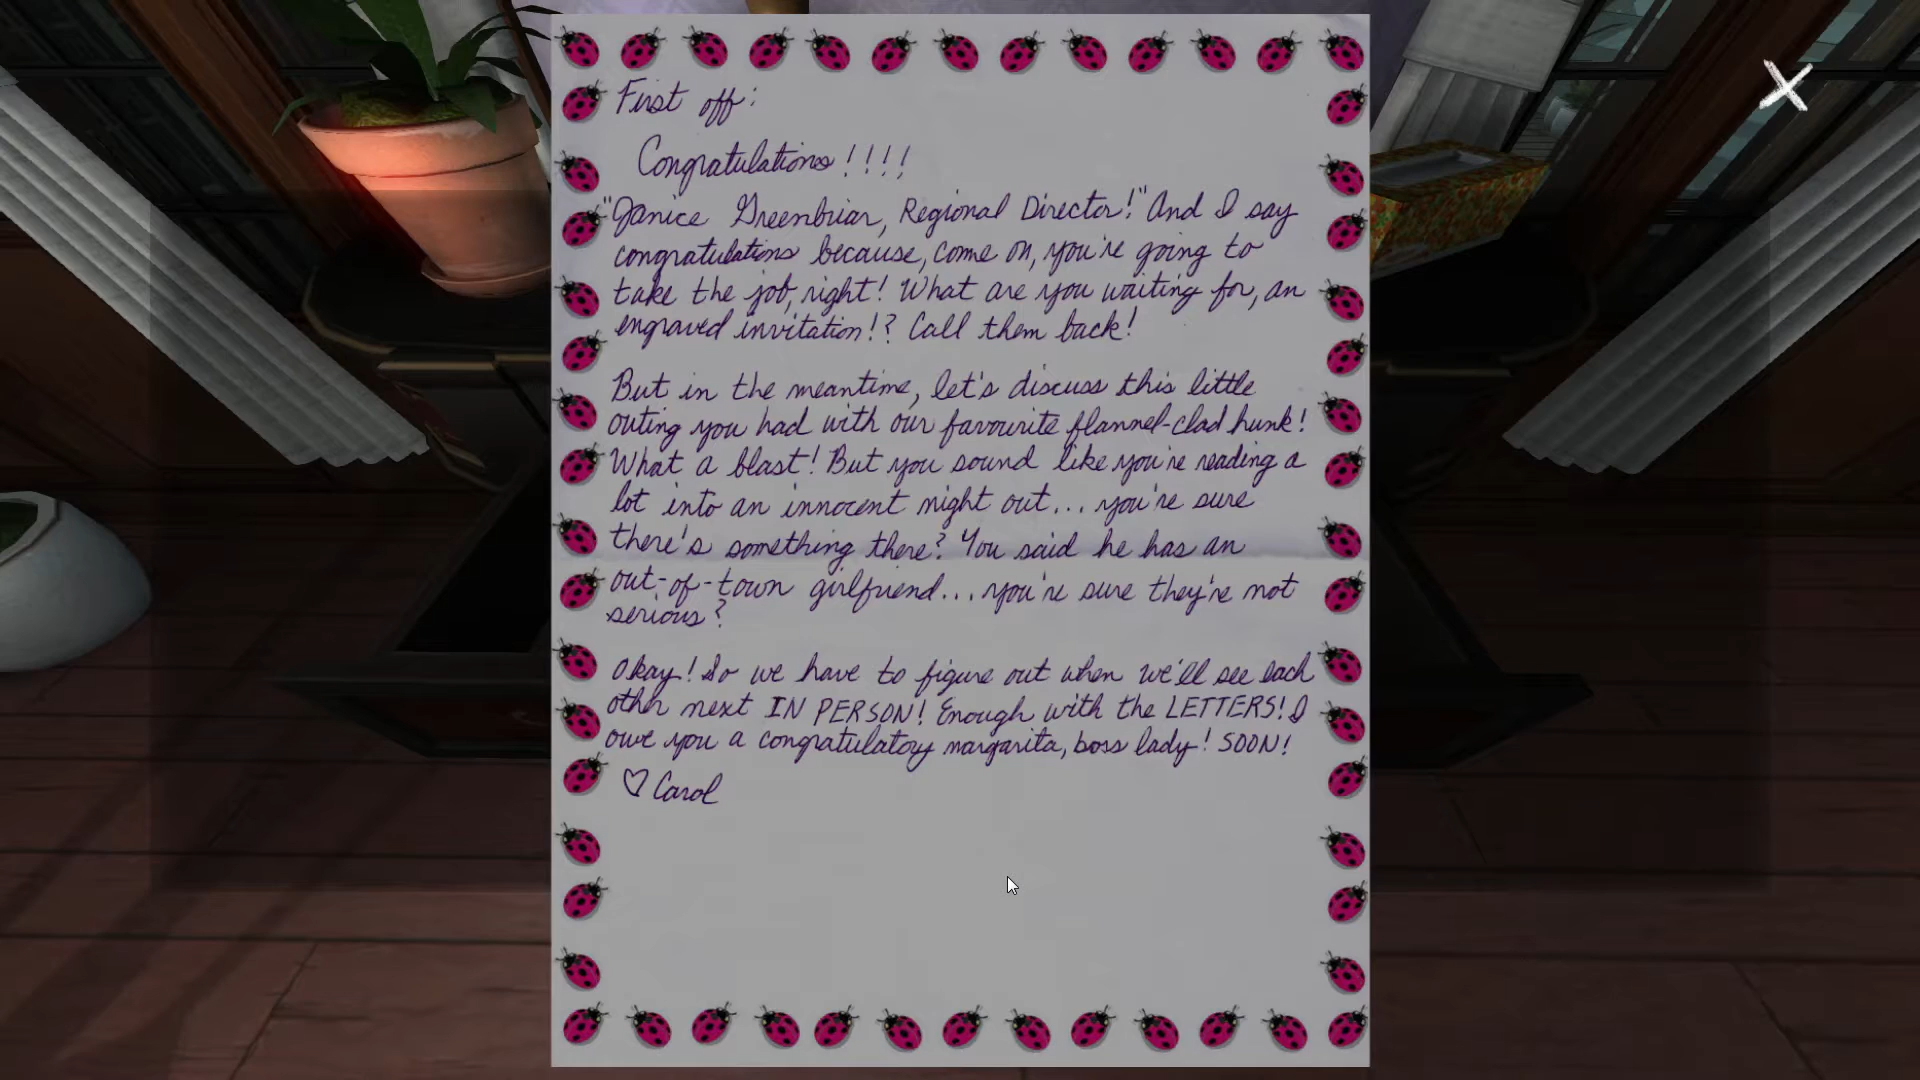 First off:
Congratulations!!!!
"Janice Greenbriar, Regional Director!" And I say
congratulations because, come on, you're going to
take the job, right! What are you waiting for, an
engraved invitation!? Call them back!
But in the meantime, let's discuss this little
outing you had with our favourite flannel-clad hunk!
What a blast! But you sound like you're reading a
lot into an innocent night out... you're sure
there's something there? You said he has an
out-of-town girlfriend... you're sure they're not
serious?
Okay! So we have to figure out when we'll see each
other next IN PERSON! Enough with the LETTERS! I
owe you a congratulatory margarita, boss lady! SOON!
♡ Carol